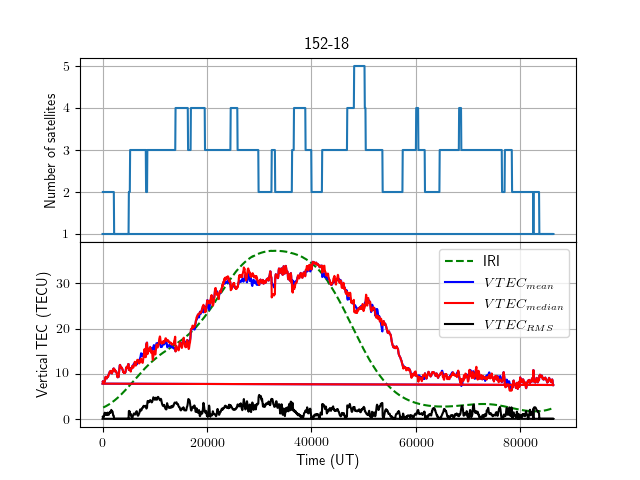 152-18
5
4
3
2
1
Number of satellites
30
20
10
0
Vertical TEC (TECU)
IRI
VTEC_mean
VTEC_median
VTEC_RMS
0
20000
40000
60000
80000
Time (UT)